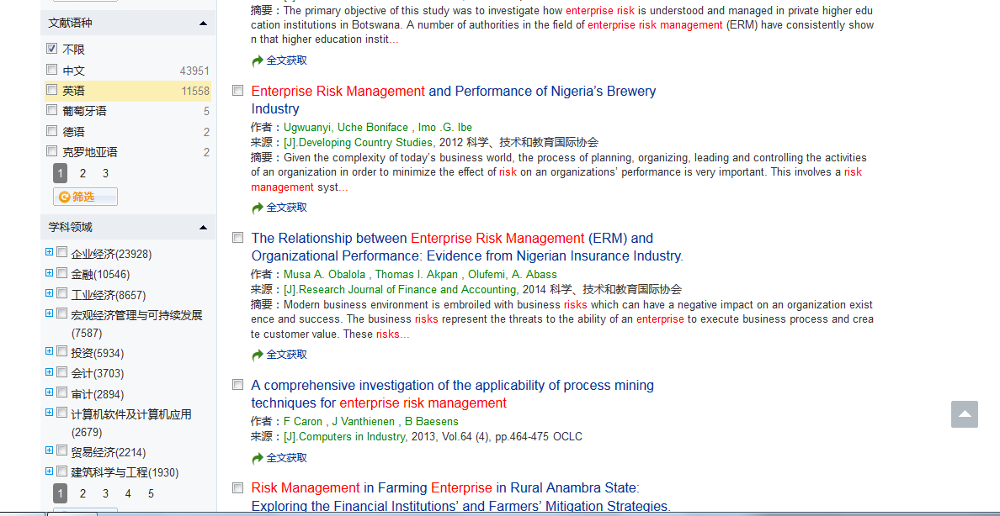 文献语种
不限
中文 43951
英语 11558
葡萄牙语 5
德语 2
克罗地亚语 2
1 2 3
筛选
学科领域
企业经济(23928)
金融(10546)
工业经济(8657)
宏观经济管理与可持续发展
(7587)
投资(5934)
会计(3703)
审计(2894)
计算机软件及计算机应用
(2679)
贸易经济(2214)
建筑科学与工程(1930)
1 2 3 4 5
摘要：The primary objective of this study was to investigate how enterprise risk is understood and managed in private higher edu
cation institutions in Botswana. A number of authorities in the field of enterprise risk management (ERM) have consistently show
n that higher education instit...
全文获取
Enterprise Risk Management and Performance of Nigeria's Brewery
Industry
作者：Ugwuanyi, Uche Boniface , Imo .G. Ibe
来源：[J].Developing Country Studies, 2012 科学、技术和教育国际协会
摘要：Given the complexity of today's business world, the process of planning, organizing, leading and controlling the activities
of an organization in order to minimize the effect of risk on an organizations' performance is very important. This involves a risk
management syst...
全文获取
The Relationship between Enterprise Risk Management (ERM) and
Organizational Performance: Evidence from Nigerian Insurance Industry.
作者：Musa A. Obalola , Thomas I. Akpan , Olufemi, A. Abass
来源：[J].Research Journal of Finance and Accounting, 2014 科学、技术和教育国际协会
摘要：Modern business environment is embroiled with business risks which can have a negative impact on an organization exist
ence and success. The business risks represent the threats to the ability of an enterprise to execute business process and crea
te customer value. These risks...
全文获取
A comprehensive investigation of the applicability of process mining
techniques for enterprise risk management
作者：F Caron , J Vanthienen , B Baesens
来源：[J].Computers in Industry, 2013, Vol.64 (4), pp.464-475 OCLC
全文获取
Risk Management in Farming Enterprise in Rural Anambra State:
Exploring the Financial Institutions' and Farmers' Mitigation Strategies.